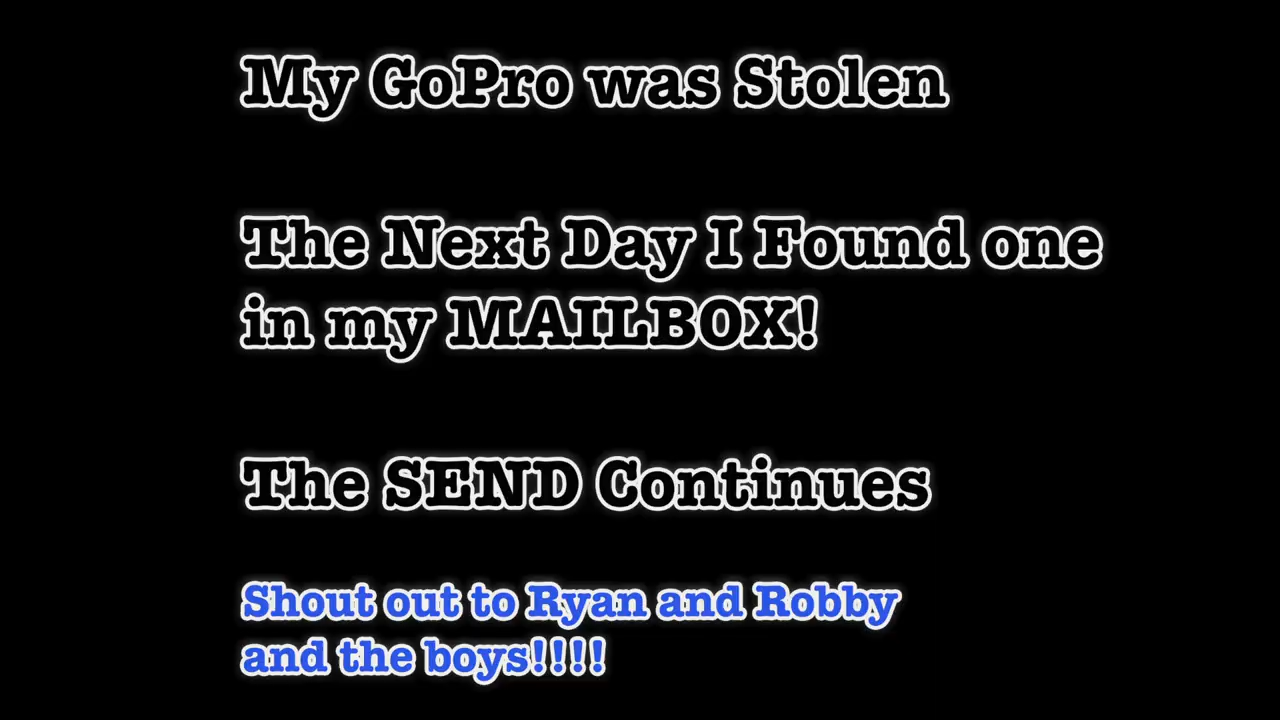 My GoPro was Stolen
The Next Day I Found one
in my MAILBOX!
The SEND Continues
Shout out to Ryan and Robby
and the boys!!!!